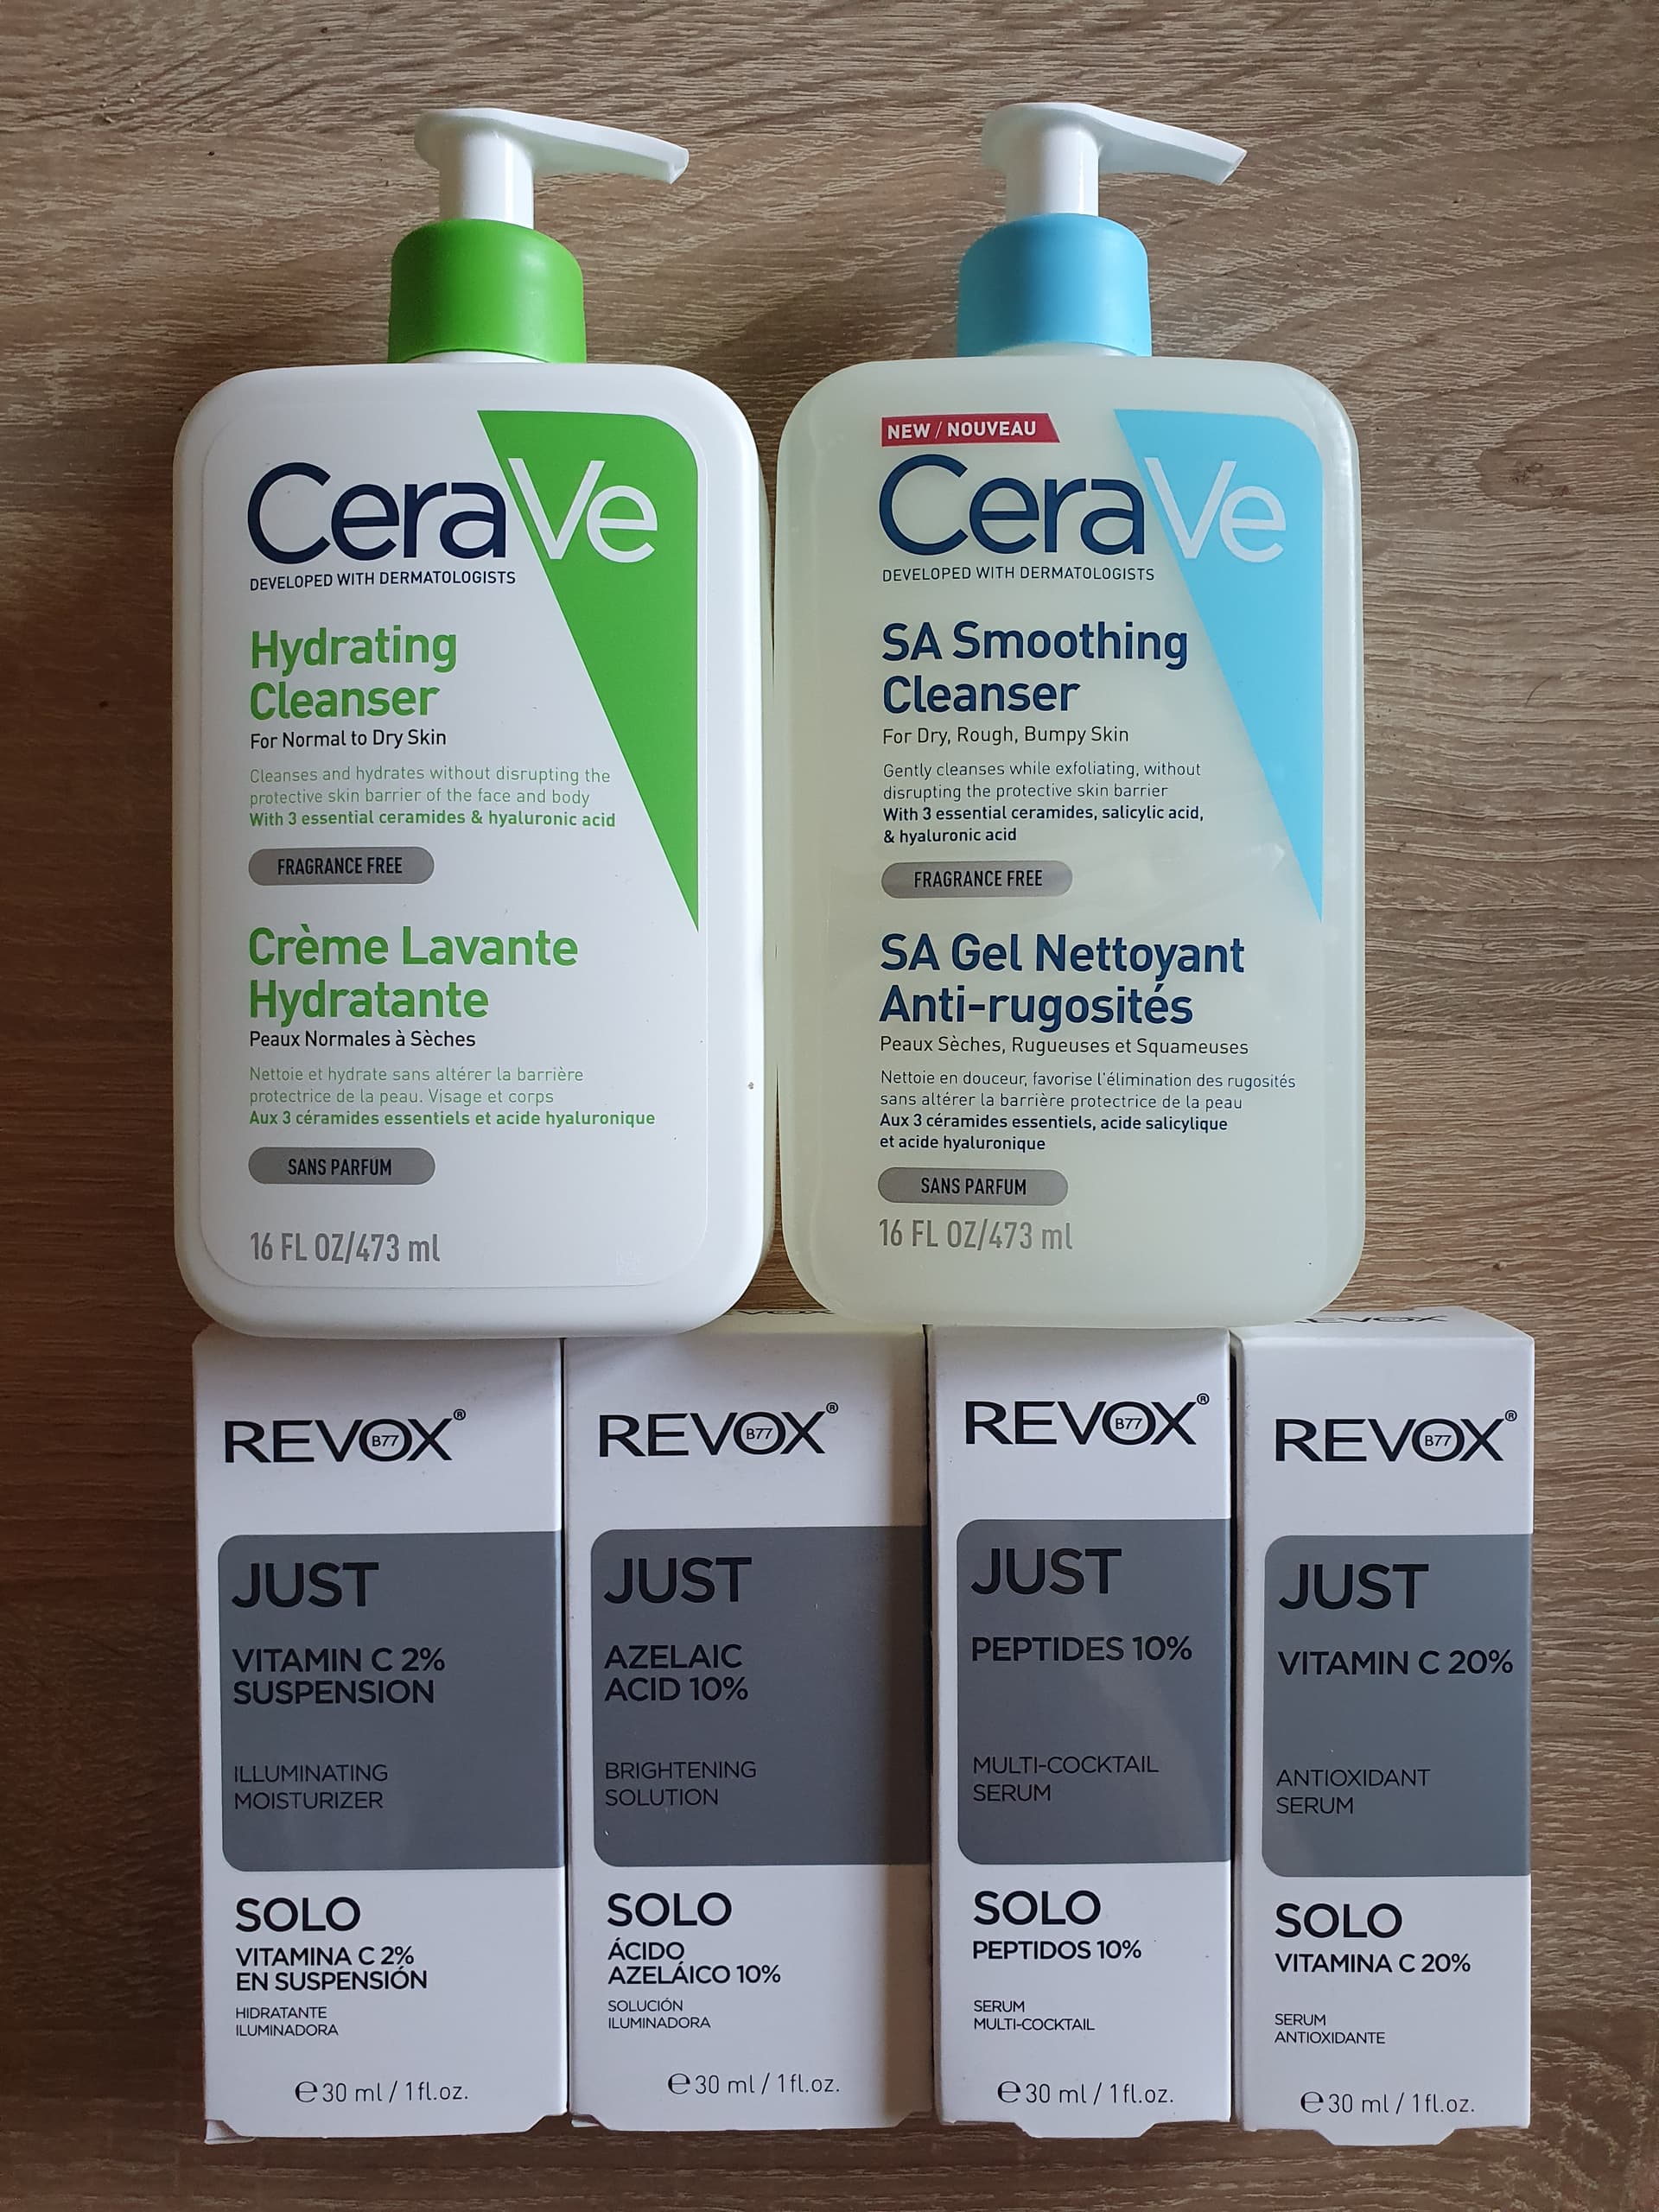 CeraVe
DEVELOPED WITH DERMATOLOGISTS
Hydrating
Cleanser
For Normal to Dry Skin
Cleanses and hydrates without disrupting the
protective skin barrier of the face and body
With 3 essential ceramides & hyaluronic acid
FRAGRANCE FREE
Crème Lavante
Hydratante
Peaux Normales à Sèches
Nettoie et hydrate sans altérer la barrière
protectrice de la peau. Visage et corps
Aux 3 céramides essentiels et acide hyaluronique
SANS PARFUM
16 FL OZ/473 ml
NEW / NOUVEAU
CeraVe
DEVELOPED WITH DERMATOLOGISTS
SA Smoothing
Cleanser
For Dry, Rough, Bumpy Skin
Gently cleanses while exfoliating, without
disrupting the protective skin barrier
With 3 essential ceramides, salicylic acid,
& hyaluronic acid
FRAGRANCE FREE
SA Gel Nettoyant
Anti-rugosités
Peaux Sèches, Rugueuses et Squameuses
Nettoie en douceur, favorise l'élimination des rugosités
sans altérer la barrière protectrice de la peau
Aux 3 céramides essentiels, acide salicylique
et acide hyaluronique
SANS PARFUM
16 FL OZ/473 ml
REVOX®
B77
JUST
VITAMIN C 2%
SUSPENSION
ILLUMINATING
MOISTURIZER
SOLO
VITAMINA C 2%
EN SUSPENSIÓN
HIDRATANTE
ILUMINADORA
℮ 30 ml / 1 fl.oz.
REVOX®
B77
JUST
AZELAIC
ACID 10%
BRIGHTENING
SOLUTION
SOLO
ÁCIDO
AZELÁICO 10%
SOLUCIÓN
ILUMINADORA
℮ 30 ml / 1 fl.oz.
REVOX®
B77
JUST
PEPTIDES 10%
MULTI-COCKTAIL
SERUM
SOLO
PEPTIDOS 10%
SERUM
MULTI-COCKTAIL
℮ 30 ml / 1 fl.oz.
REVOX
REVOX®
B77
JUST
VITAMIN C 20%
ANTIOXIDANT
SERUM
SOLO
VITAMINA C 20%
SERUM
ANTIOXIDANTE
℮ 30 ml / 1 fl.oz.